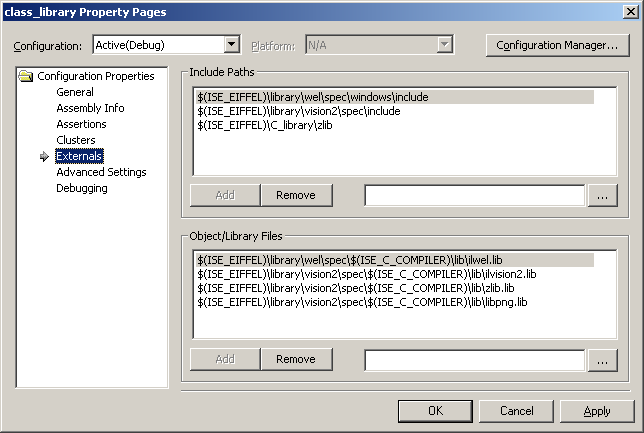 class_library Property Pages
Configuration: Active(Debug) Platform: N/A Configuration Manager...
Configuration Properties
General
Assembly Info
Assertions
Clusters
Externals
Advanced Settings
Debugging
Include Paths
$(ISE_EIFFEL)\library\wel\spec\windows\include
$(ISE_EIFFEL)\library\vision2\spec\include
$(ISE_EIFFEL)\C_library\zlib
Add Remove ...
Object/Library Files
$(ISE_EIFFEL)\library\wel\spec\$(ISE_C_COMPILER)\lib\ilwel.lib
$(ISE_EIFFEL)\library\vision2\spec\$(ISE_C_COMPILER)\lib\ilvision2.lib
$(ISE_EIFFEL)\library\vision2\spec\$(ISE_C_COMPILER)\lib\zlib.lib
$(ISE_EIFFEL)\library\vision2\spec\$(ISE_C_COMPILER)\lib\libpng.lib
Add Remove ...
OK Cancel Apply